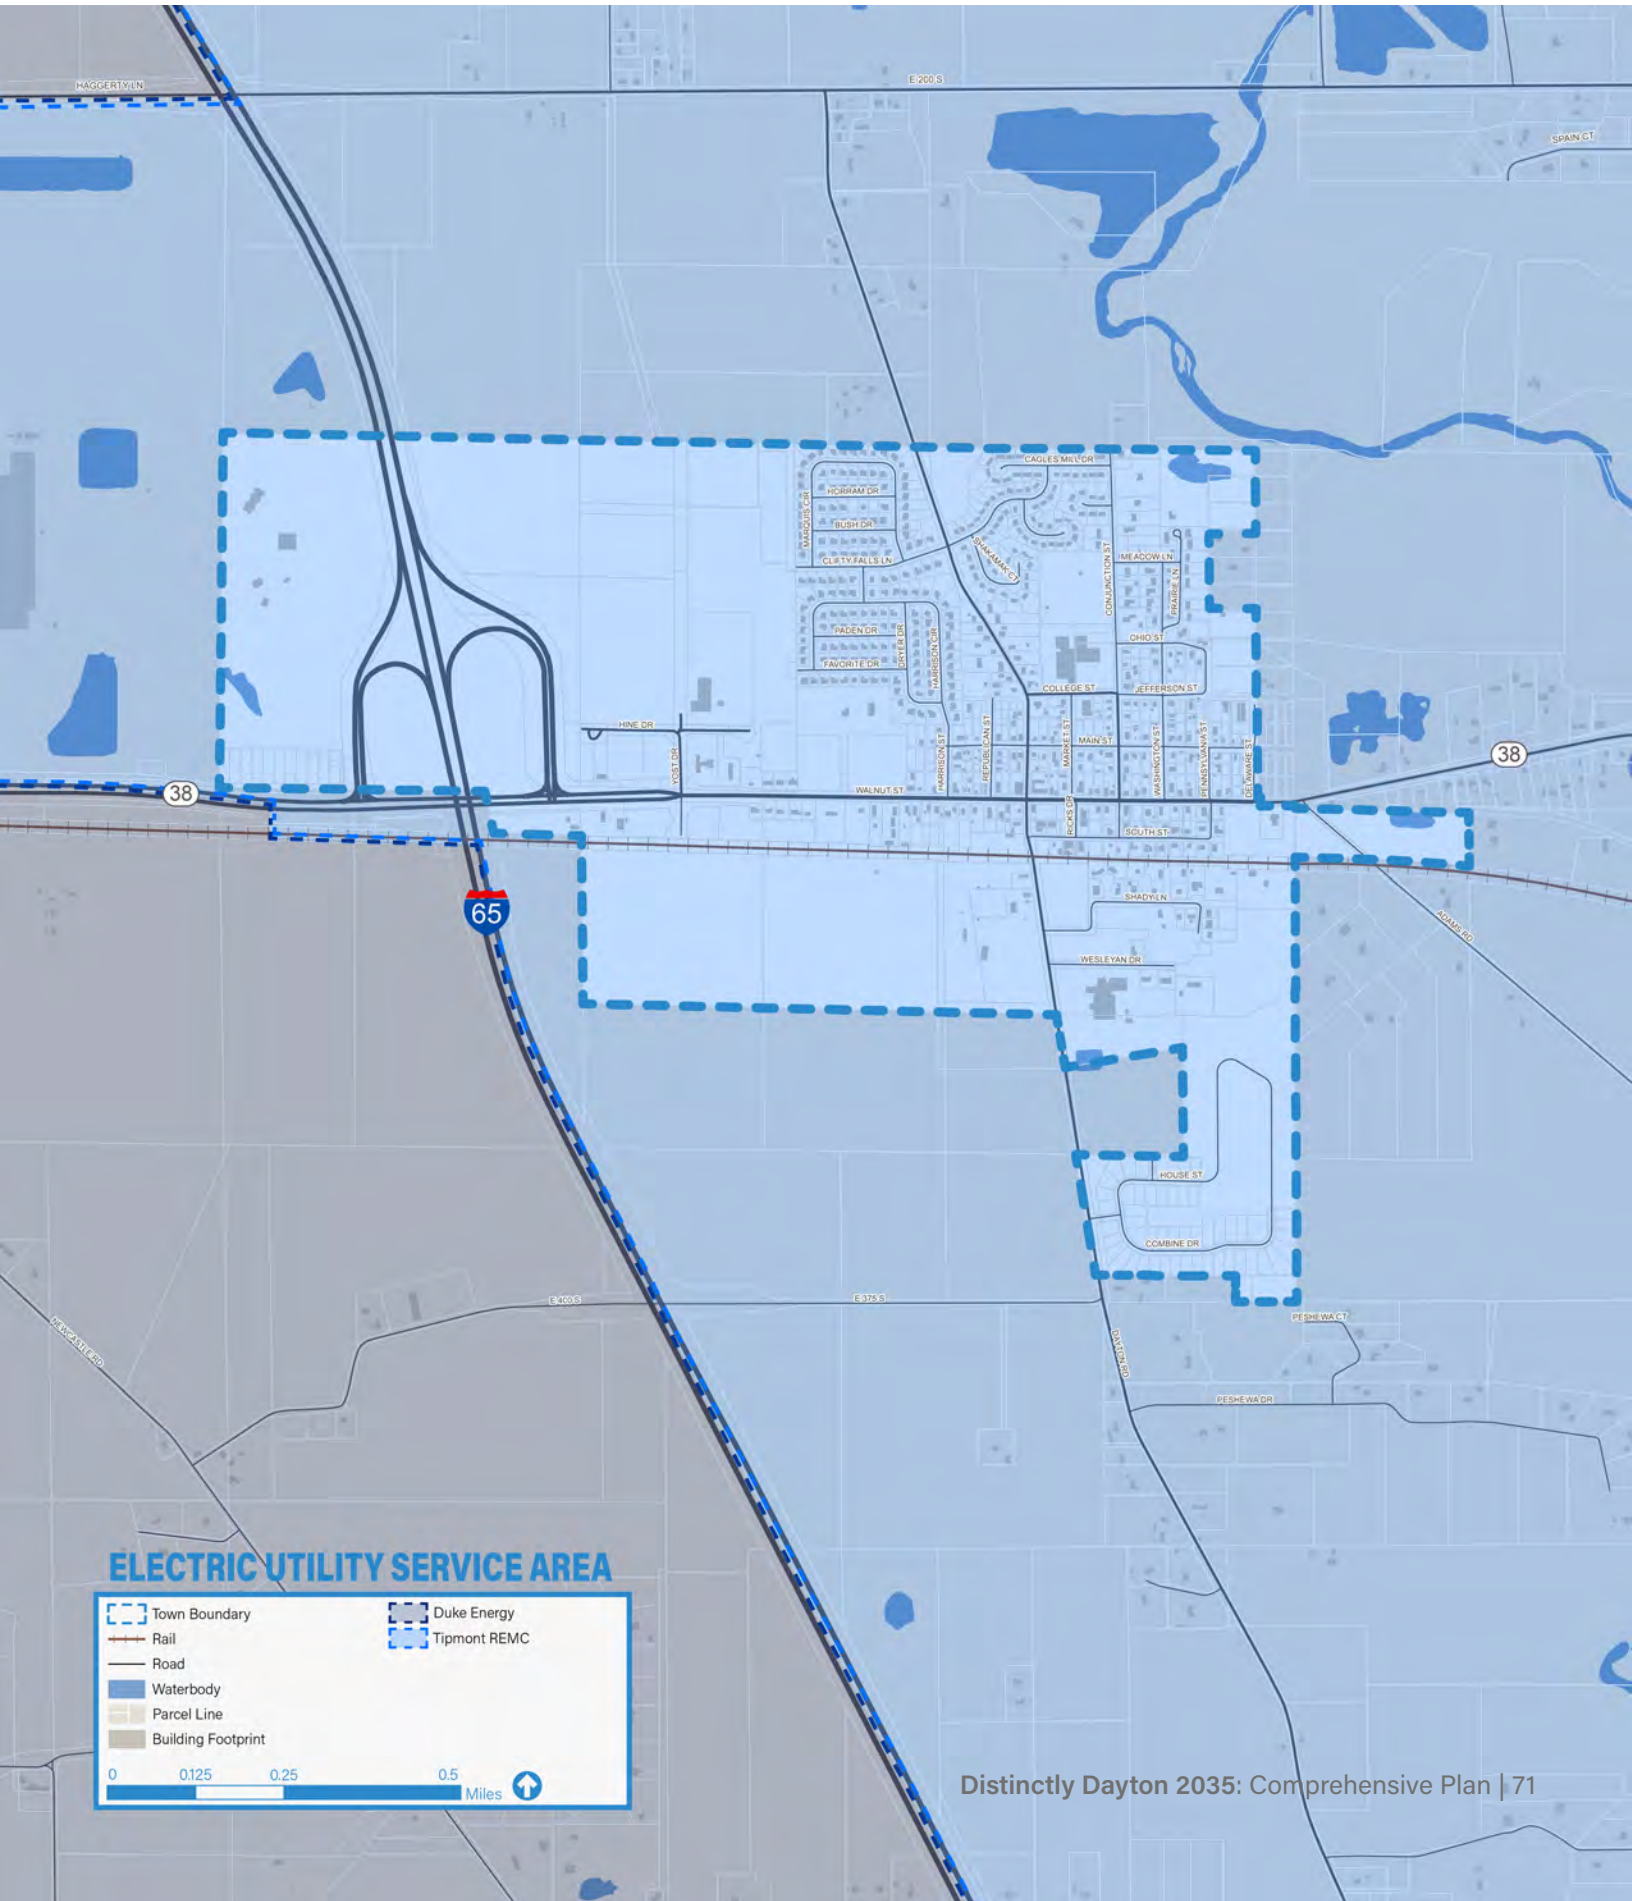 HAGGERTY LN
E 200 S
SPAIN CT
CAGLES MILL DR
HORRAM DR
MARQUIS CIR
BUSH DR
CLIFTY FALLS LN
SHAKAMAK CT
CONJUNCTION ST
MEADOW LN
PRAIRIE LN
PADEN DR
DRYER DR
HARRISON CIR
FAVORITE DR
OHIO ST
COLLEGE ST
JEFFERSON ST
HINE DR
YOST DR
HARRISON ST
REPUBLICAN ST
MARKET ST
MAIN ST
WASHINGTON ST
PENNSYLVANIA ST
DELAWARE ST
38
38
WALNUT ST
RICKS DR
SOUTH ST
65
SHADY LN
ADAMS RD
WESLEYAN DR
HOUSE ST
COMBINE DR
E 400 S
E 375 S
NEWCASTLE RD
DAYTON RD
PESHEWA CT
PESHEWA DR
ELECTRIC UTILITY SERVICE AREA
Town Boundary
Rail
Road
Waterbody
Parcel Line
Building Footprint
Duke Energy
Tipmont REMC
0 0.125 0.25 0.5
Miles
Distinctly Dayton 2035: Comprehensive Plan | 71